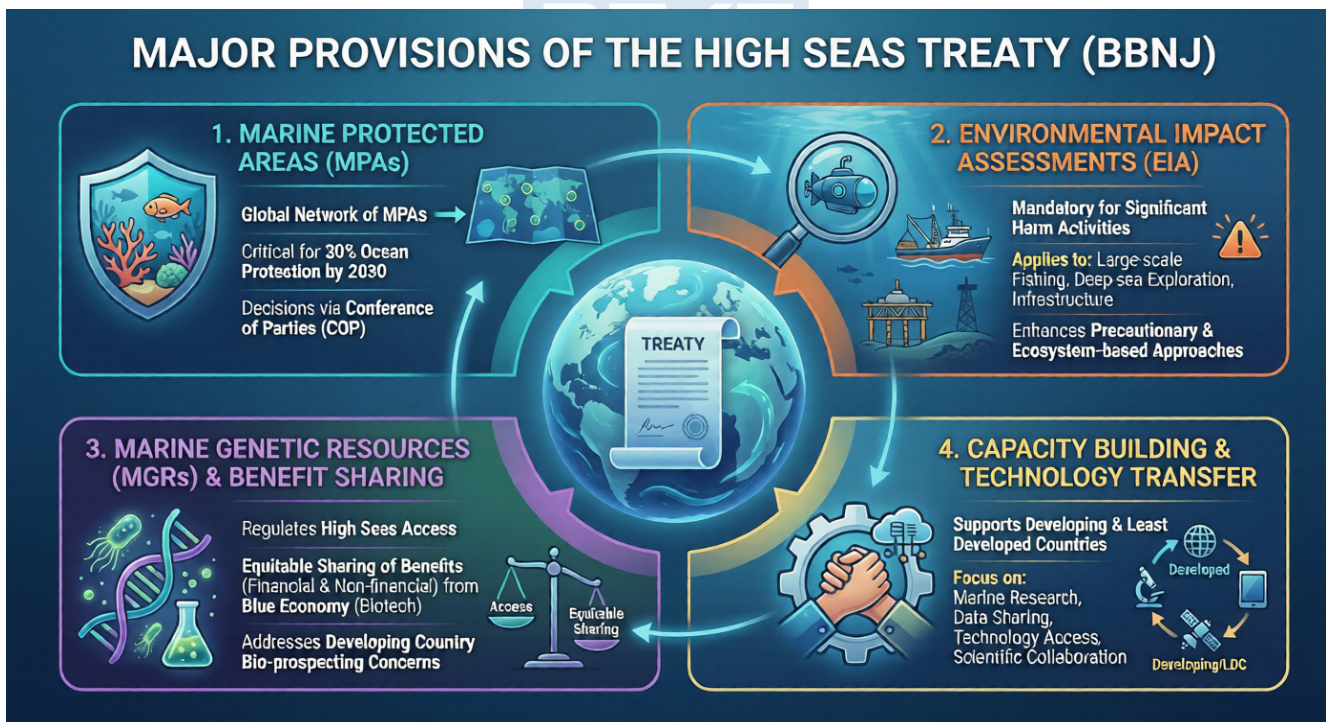 MAJOR PROVISIONS OF THE HIGH SEAS TREATY (BBNJ)
1. MARINE PROTECTED
AREAS (MPAs)
Global Network of MPAs
Critical for 30% Ocean
Protection by 2030
Decisions via Conference
of Parties (COP)
2. ENVIRONMENTAL IMPACT
ASSESSMENTS (EIA)
Mandatory for Significant
Harm Activities
Applies to: Large-scale
Fishing, Deep-sea Exploration,
Infrastructure
Enhances Precautionary &
Ecosystem-based Approaches
TREATY
3. MARINE GENETIC RESOURCES
(MGRs) & BENEFIT SHARING
Regulates High Sees Access
Equitable Sharing of Benefits
(Financial & Non-financial) from
Blue Economy (Biotech)
Addresses Developing Country
Bio-prospecting Concerns
Access
Equitable
Sharing
4. CAPACITY BUILDING &
TECHNOLOGY TRANSFER
Supports Developing & Least
Developed Countries
Focus on:
Marine Research,
Data Sharing,
Technology Access,
Scientific Collaboration
Developed
Developing/LDC